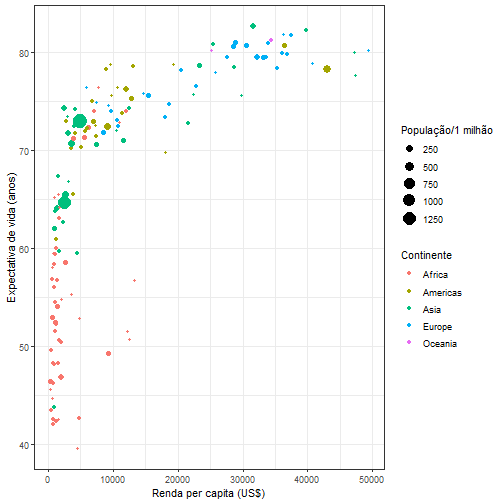 80
70
60
50
40
Expectativa de vida (anos)
0
10000
20000
30000
40000
50000
Renda per capita (US$)
População/1 milhão
250
500
750
1000
1250
Continente
Africa
Americas
Asia
Europe
Oceania